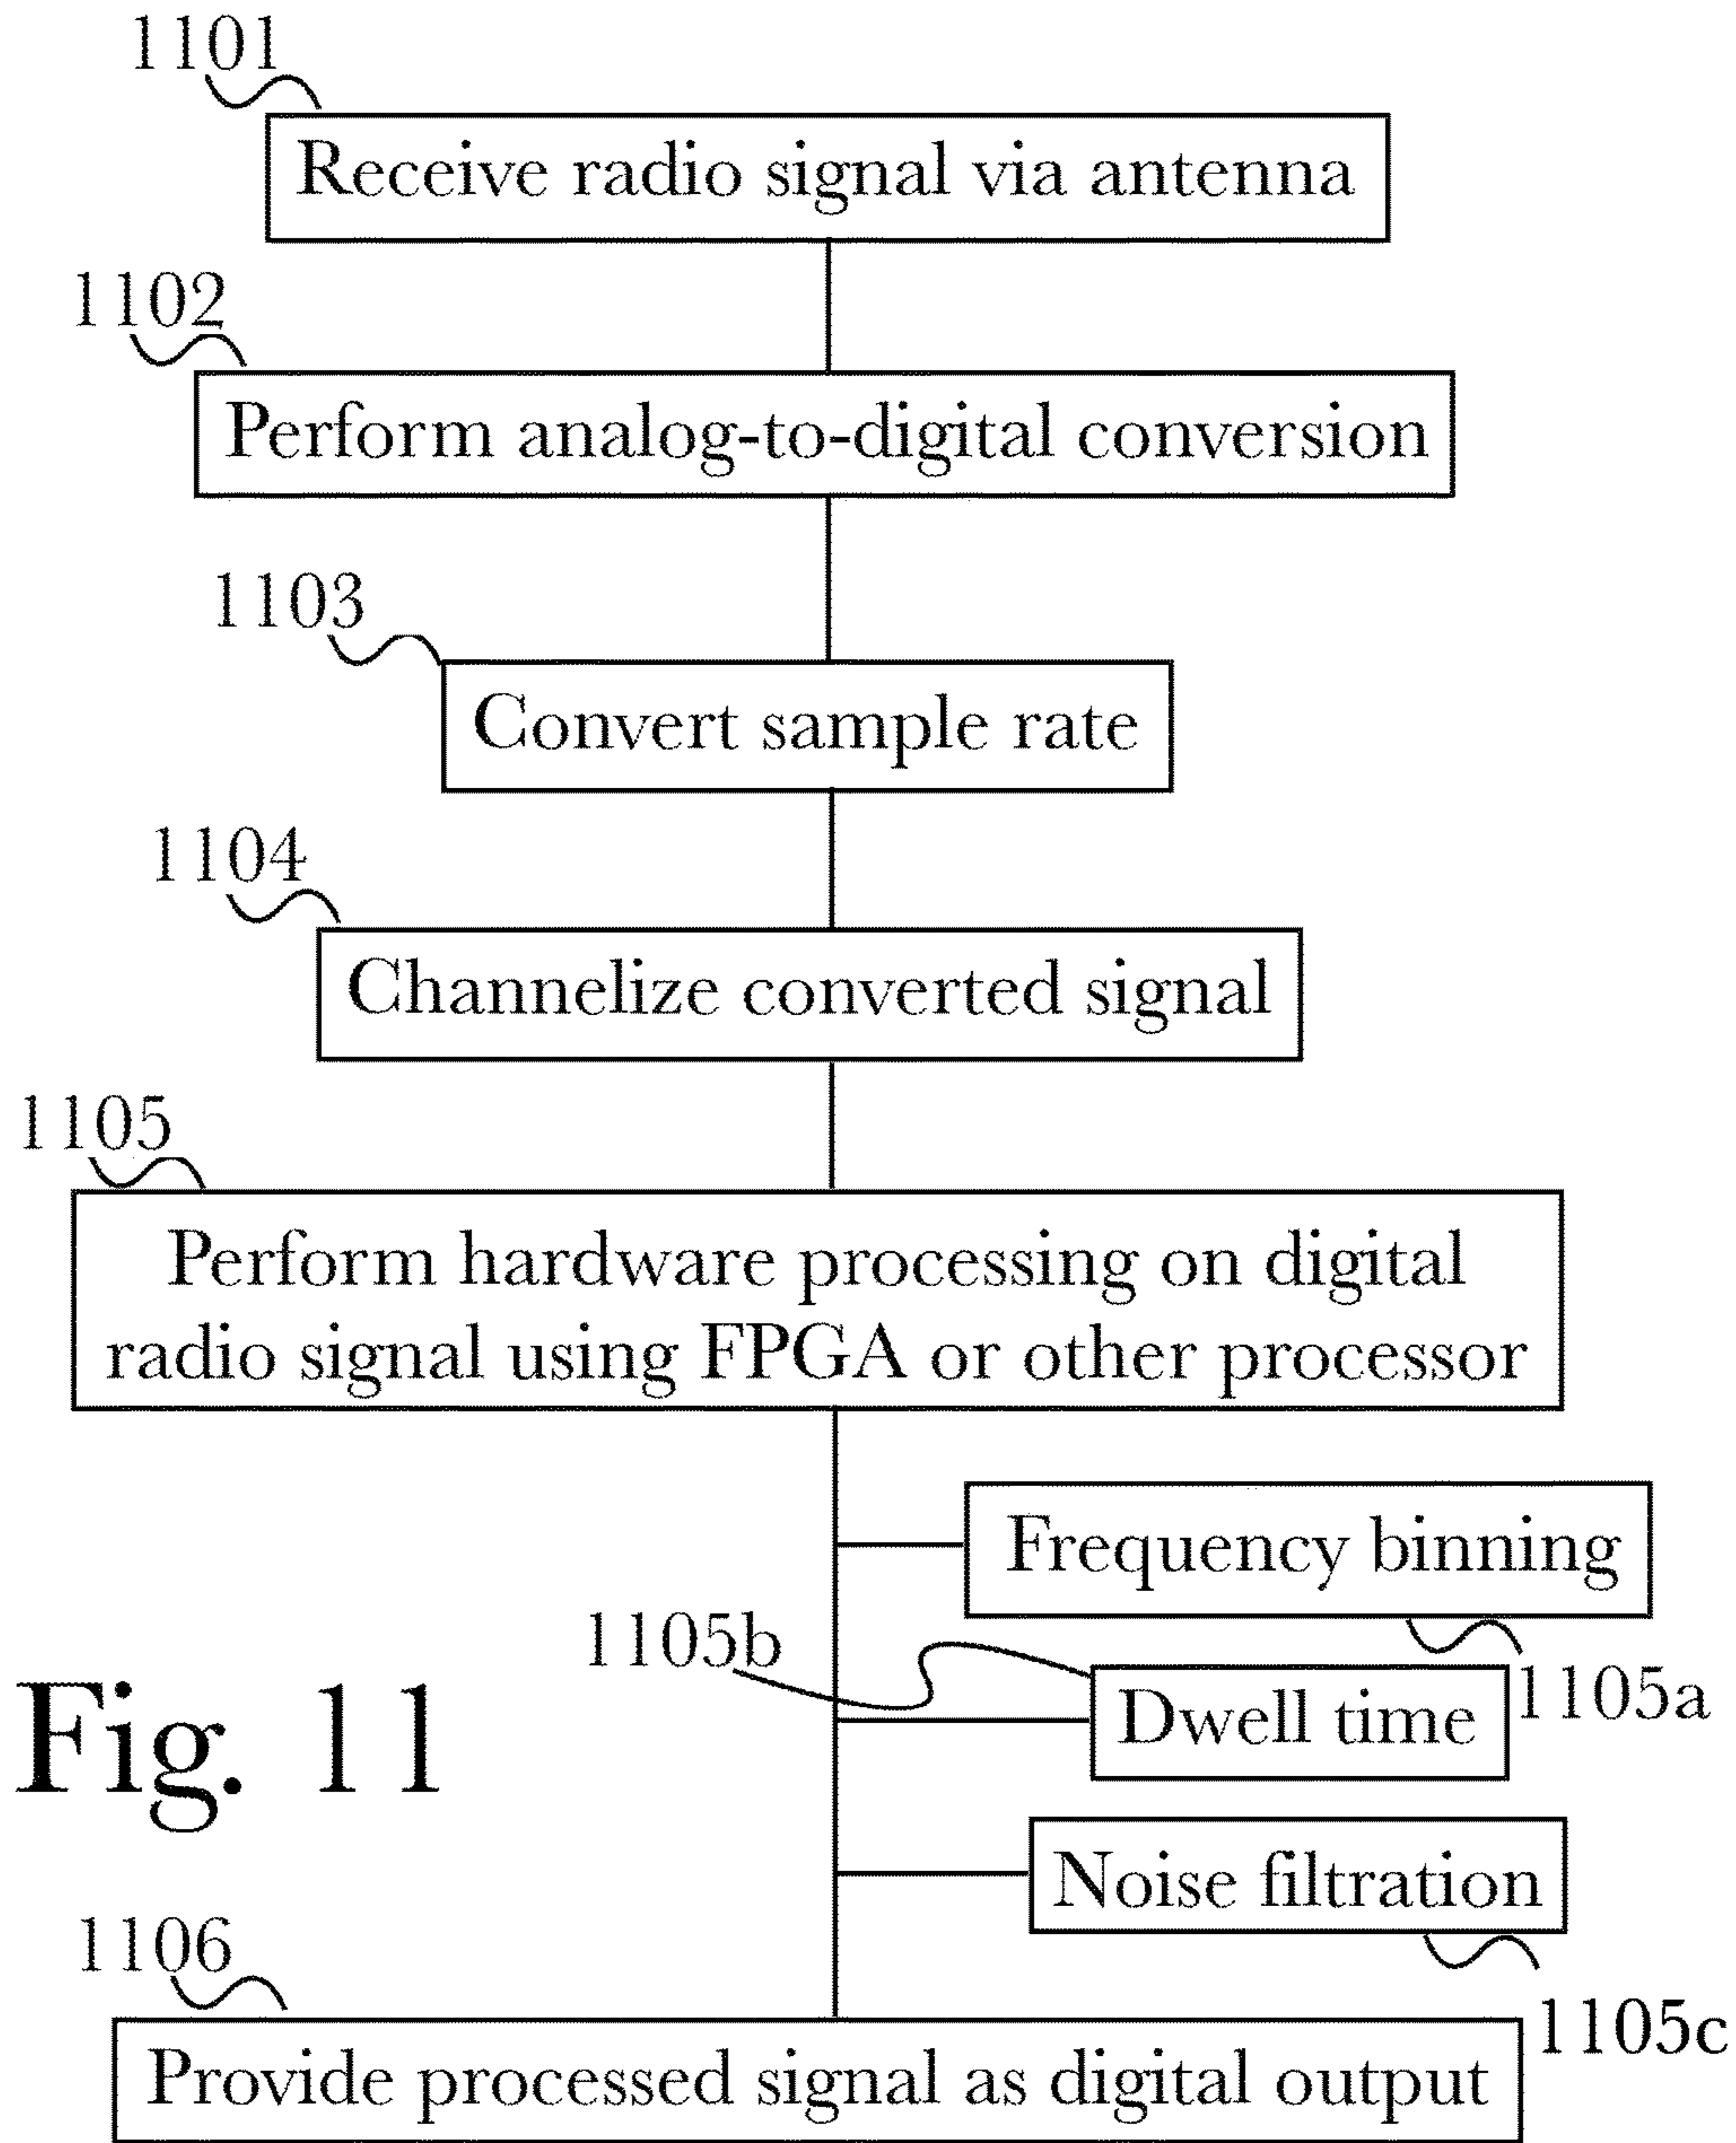 1101
Receive radio signal via antenna
1102
Perform analog-to-digital conversion
1103
Convert sample rate
1104
Channelize converted signal
1105
Perform hardware processing on digital
radio signal using FPGA or other processor
Frequency binning
1105a
1105b
Dwell time
Noise filtration
1105c
Fig. 11
1106
Provide processed signal as digital output